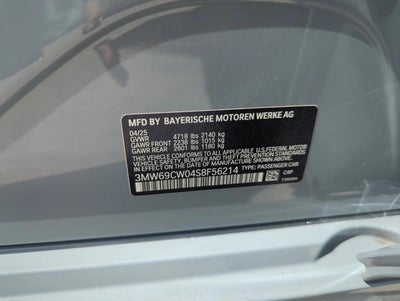 MFD BY BAYERISCHE MOTOREN WERKE AG
04/25
GVWR 4718 lbs 2140 kg
GAWR FRONT 2238 lbs 1015 kg
GAWR REAR 2601 lbs 1180 kg
THIS VEHICLE CONFORMS TO ALL APPLICABLE U.S.FEDERAL MOTOR
VEHICLE SAFETY, BUMPER, AND THEFT PREVENTION STANDARDS
IN EFFECT ON THE DATE OF MANUFACTURE SHOWN ABOVE.
3MW69CW04S8F56214 TYPE: PASSENGER CAR
C4P